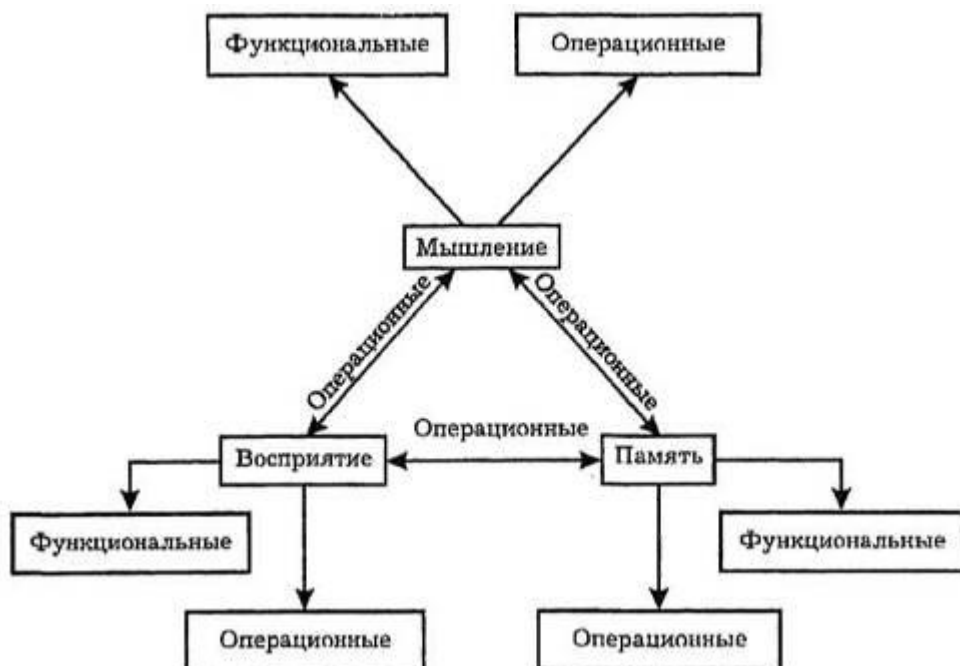 Функциональные
Операционные
Мышление
Операционные
Операционные
Операционные
Восприятие
Память
Функциональные
Функциональные
Операционные
Операционные